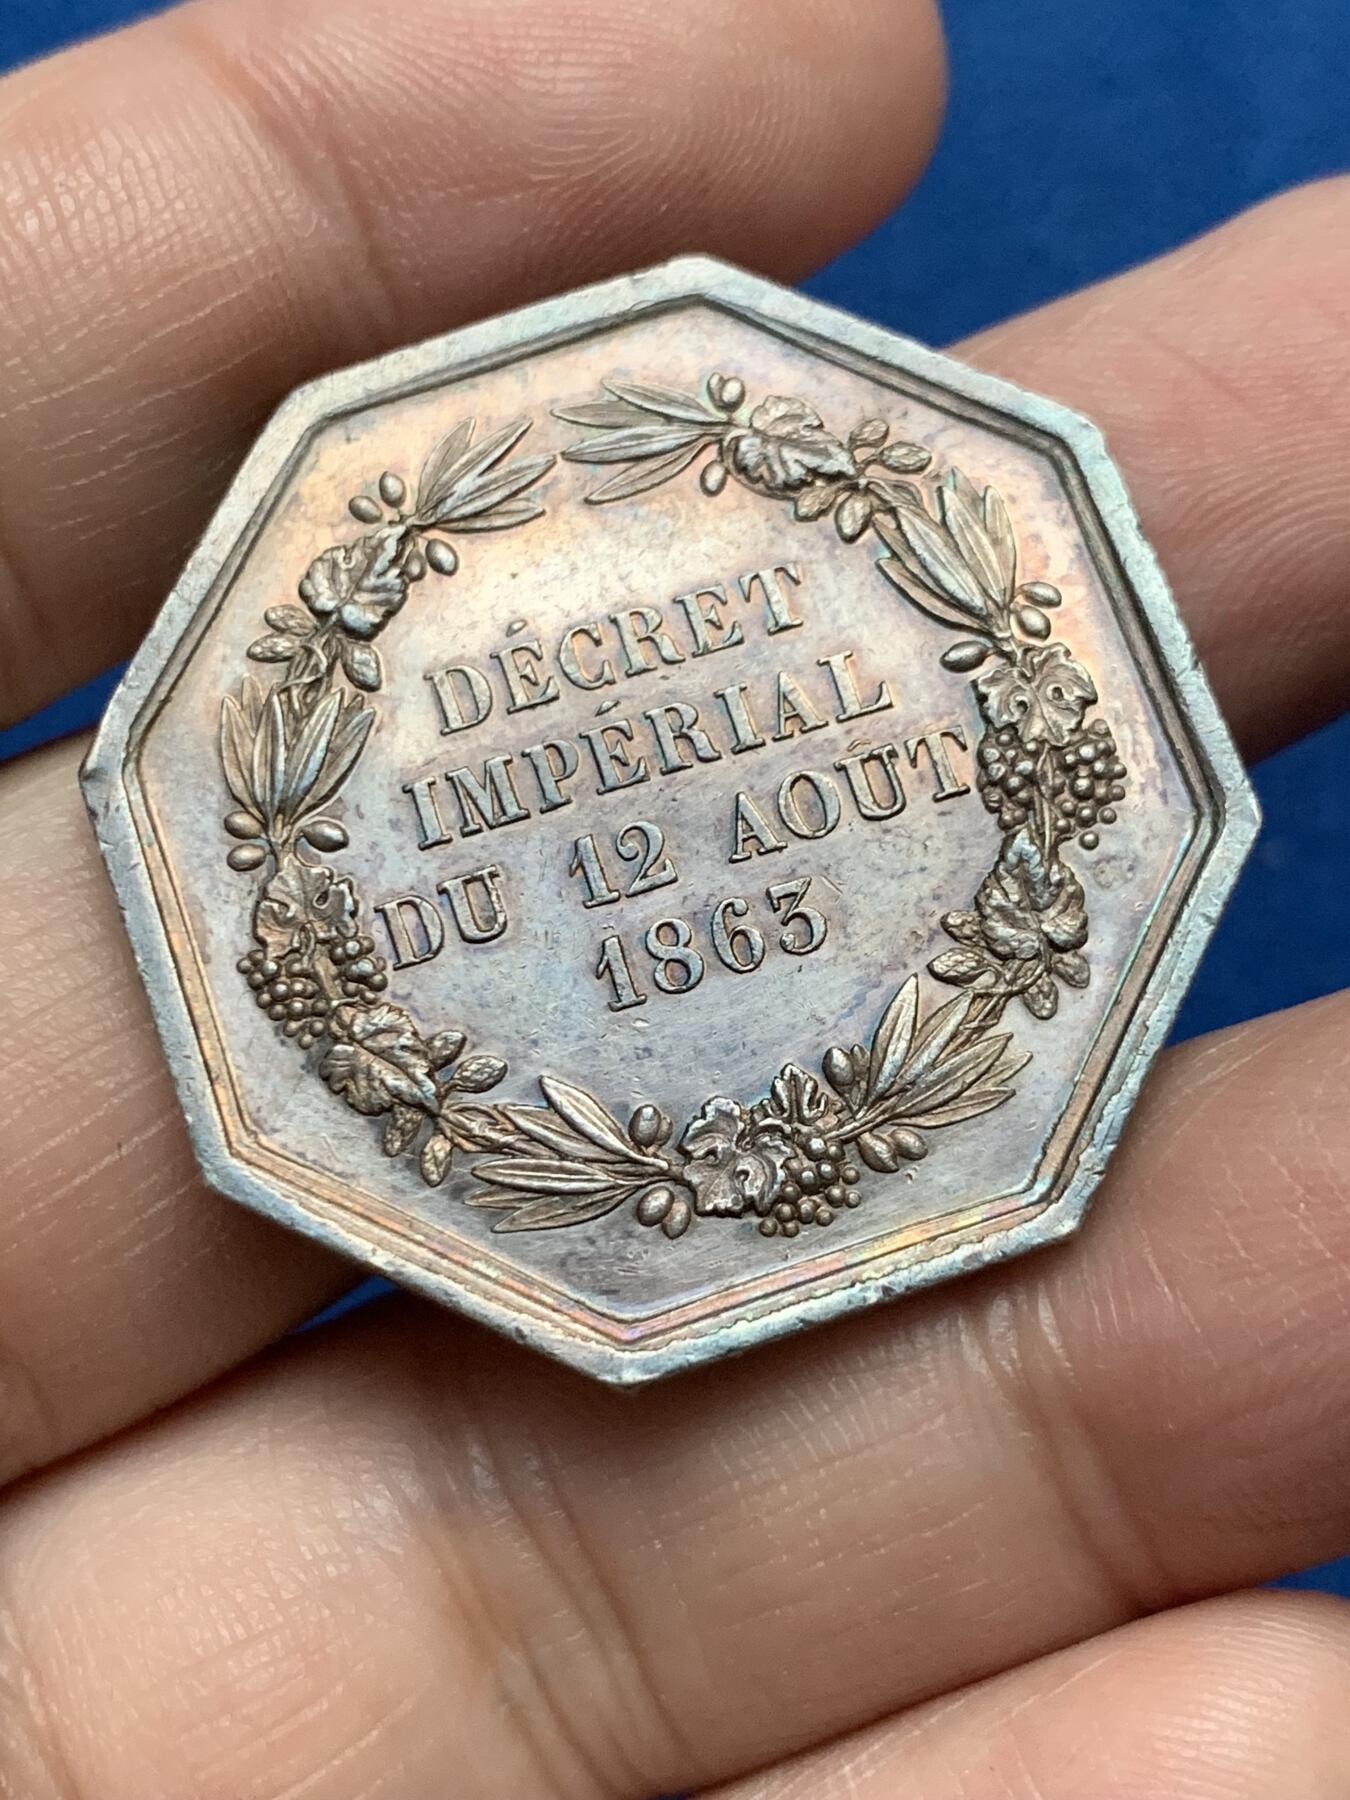 DÉCRET
IMPÉRIAL
DU 12 AOÛT
1863